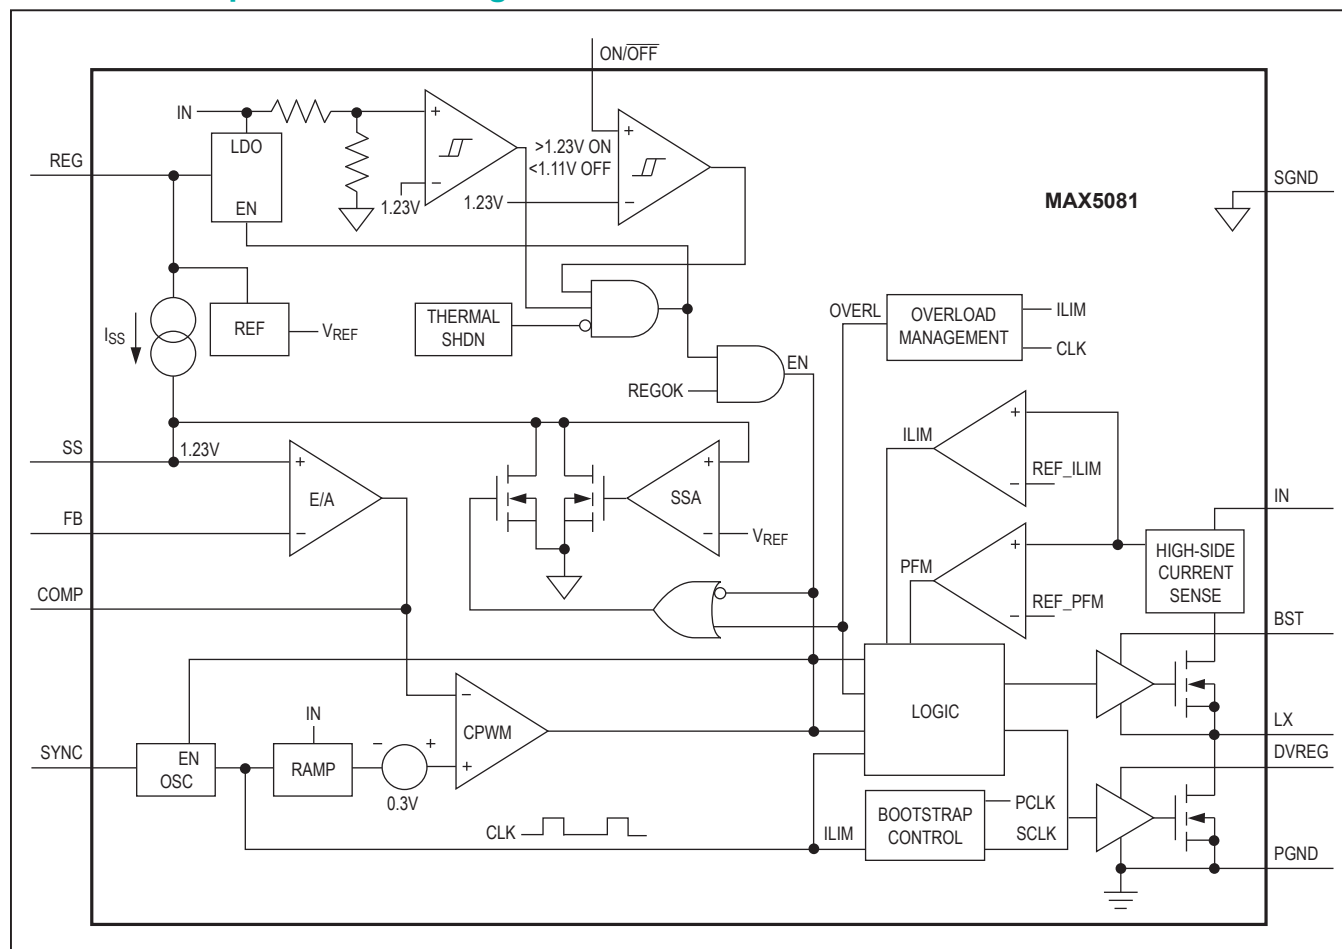 ON/OFF
IN
LDO
>1.23V ON
<1.11V OFF
REG
SGND
+
−
1.23V
1.23V
+
−
MAX5081
EN
ISS
REF
VREF
THERMAL
SHDN
OVERL
OVERLOAD
MANAGEMENT
ILIM
CLK
EN
REGOK
SS
1.23V
+
E/A
−
+
SSA
−
VREF
ILIM
+
REF_ILIM
−
FB
IN
COMP
PFM
+
REF_PFM
−
HIGH-SIDE
CURRENT
SENSE
BST
LOGIC
LX
−
CPWM
+
IN
SYNC
EN
OSC
RAMP
−
+
0.3V
DVREG
CLK
ILIM
BOOTSTRAP
CONTROL
PCLK
SCLK
PGND